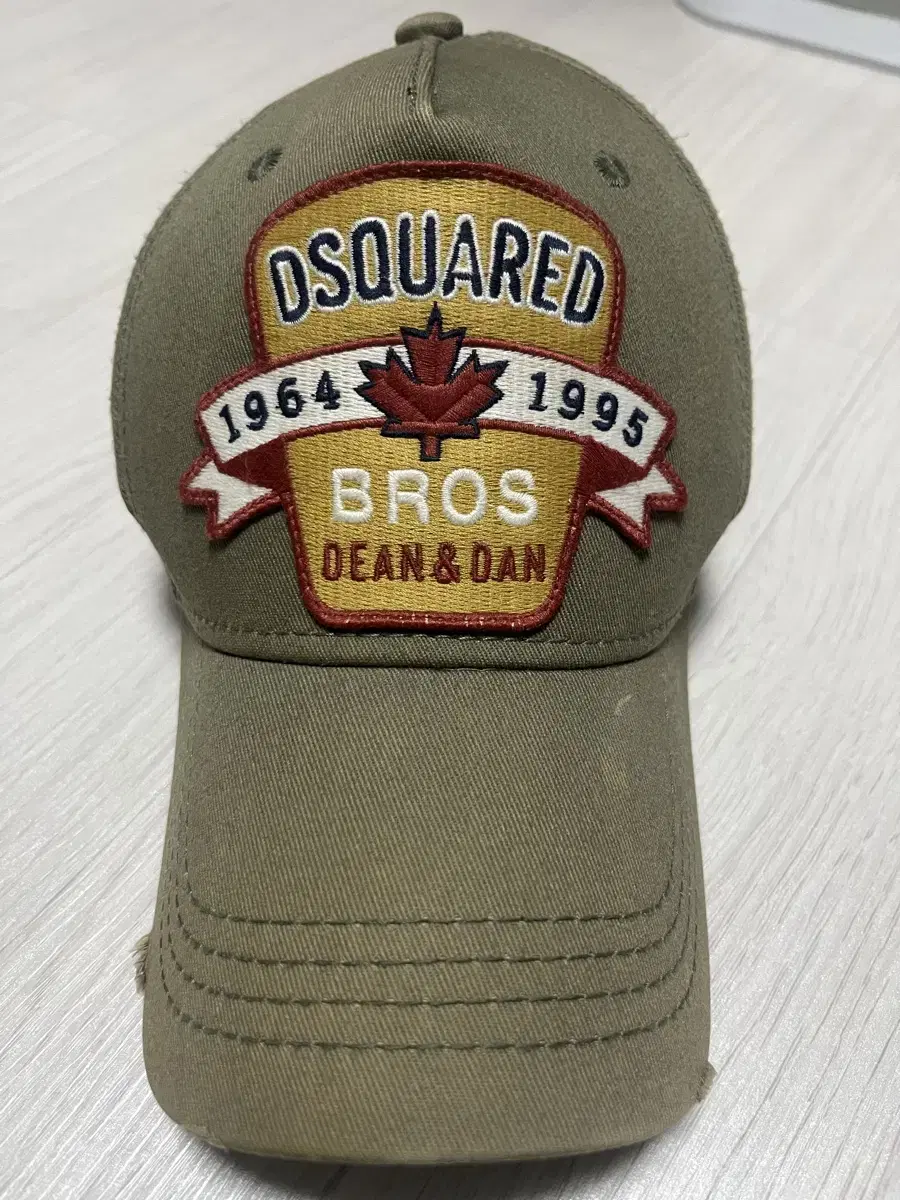 DSQUARED
1964 1995
BROS
DEAN & DAN